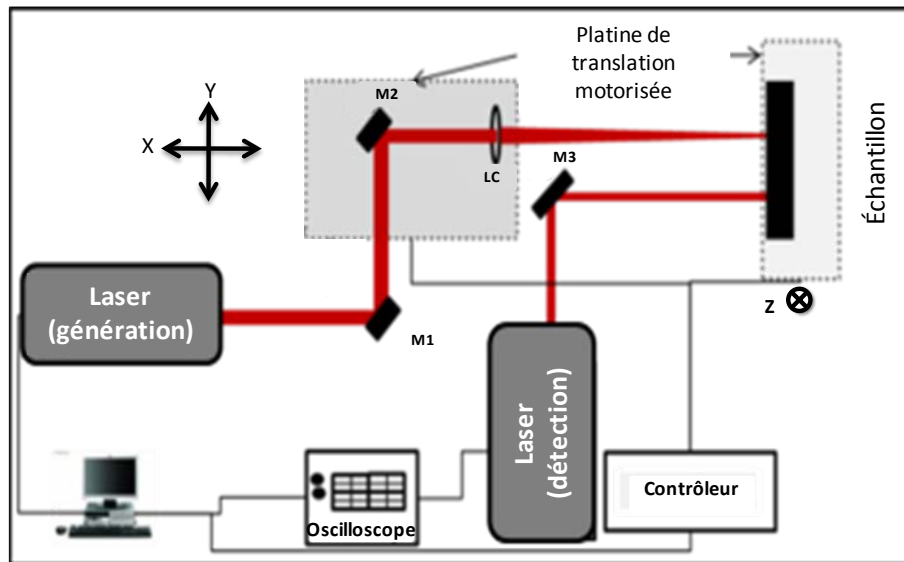 Platine de
translation
motorisée
Y
X
M2
LC
M3
Échantillon
Laser
(génération)
M1
Z
Laser
(détection)
Oscilloscope
Contrôleur